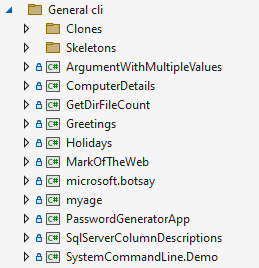 General cli
Clones
Skeletons
C# ArgumentWithMultipleValues
C# ComputerDetails
C# GetDirFileCount
C# Greetings
C# Holidays
C# MarkOfTheWeb
C# microsoft.botsay
C# myage
C# PasswordGeneratorApp
C# SqlServerColumnDescriptions
C# SystemCommandLine.Demo